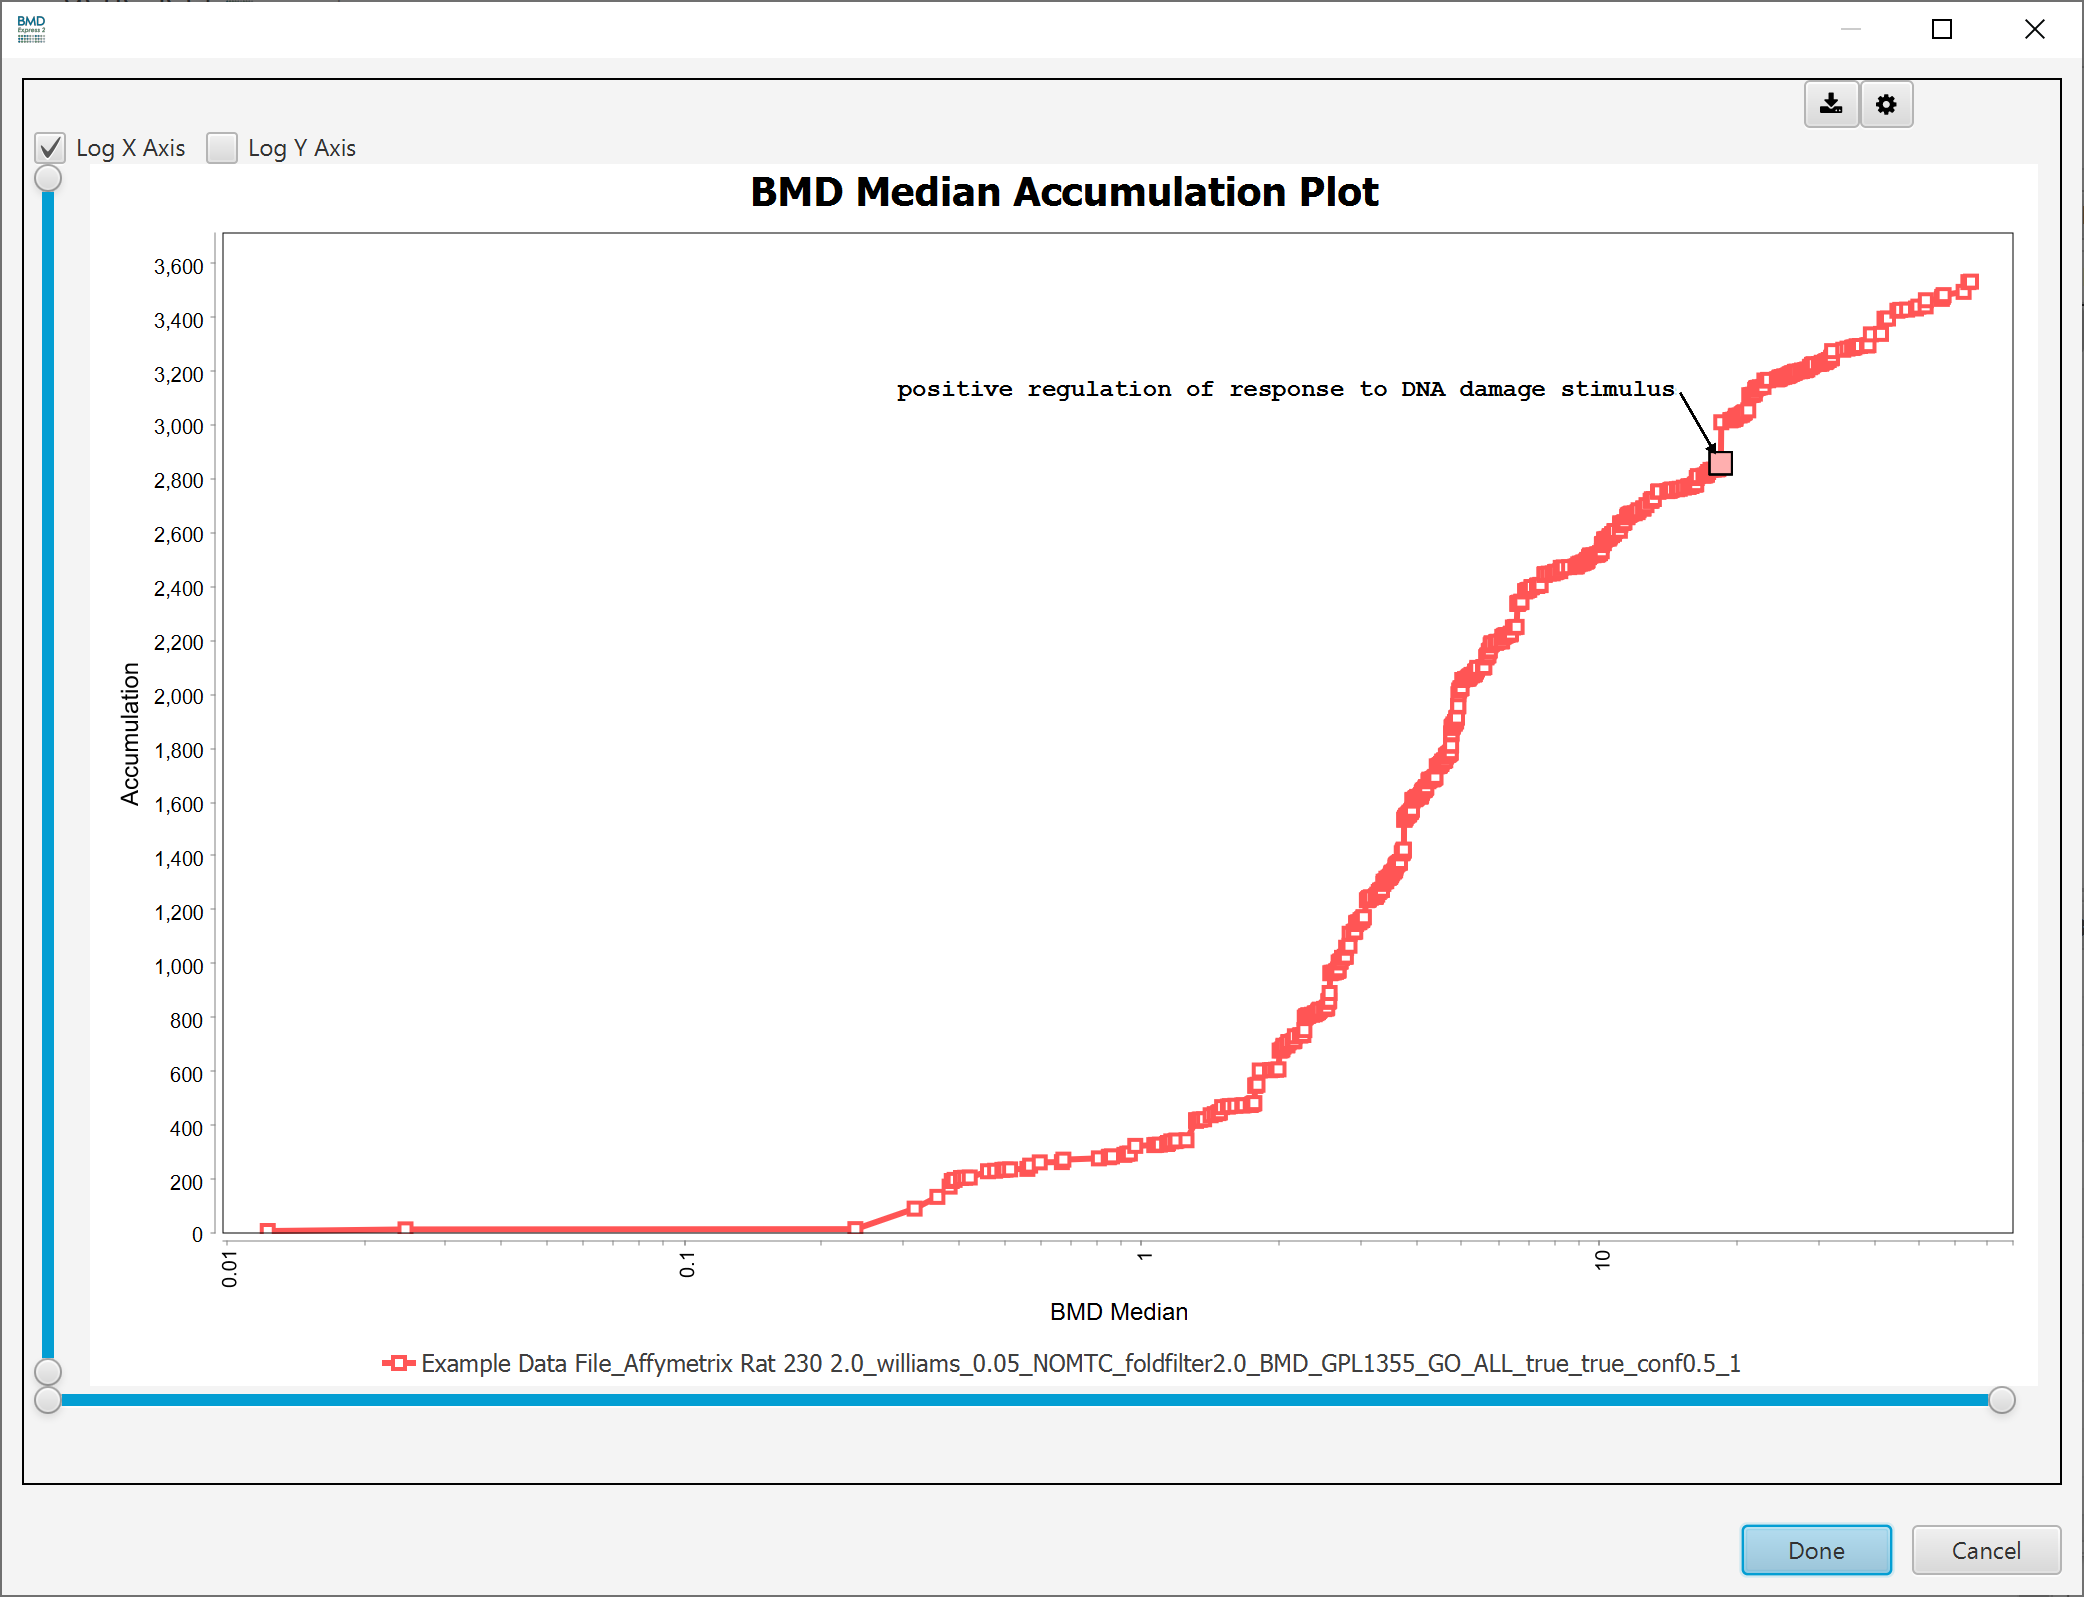 BMD
Express 2
Log X Axis
Log Y Axis
BMD Median Accumulation Plot
3,600
3,400
positive regulation of response to DNA damage stimulus
3,200
3,000
2,800
2,600
2,400
2,200
2,000
1,800
1,600
1,400
1,200
1,000
800
600
400
200
0
Accumulation
0.01
0.1
1
10
BMD Median
Example Data File_Affymetrix Rat 230 2.0_williams_0.05_NOMTC_foldfilter2.0_BMD_GPL1355_GO_ALL_true_true_conf0.5_1
Done
Cancel